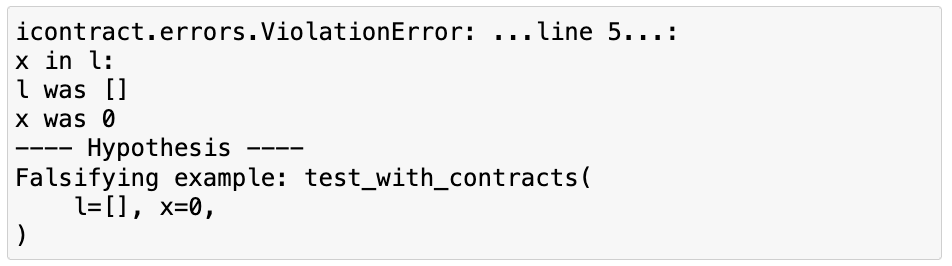 icontract.errors.ViolationError: ...line 5...:
x in l:
l was []
x was 0
---- Hypothesis ----
Falsifying example: test_with_contracts(
    l=[], x=0,
)